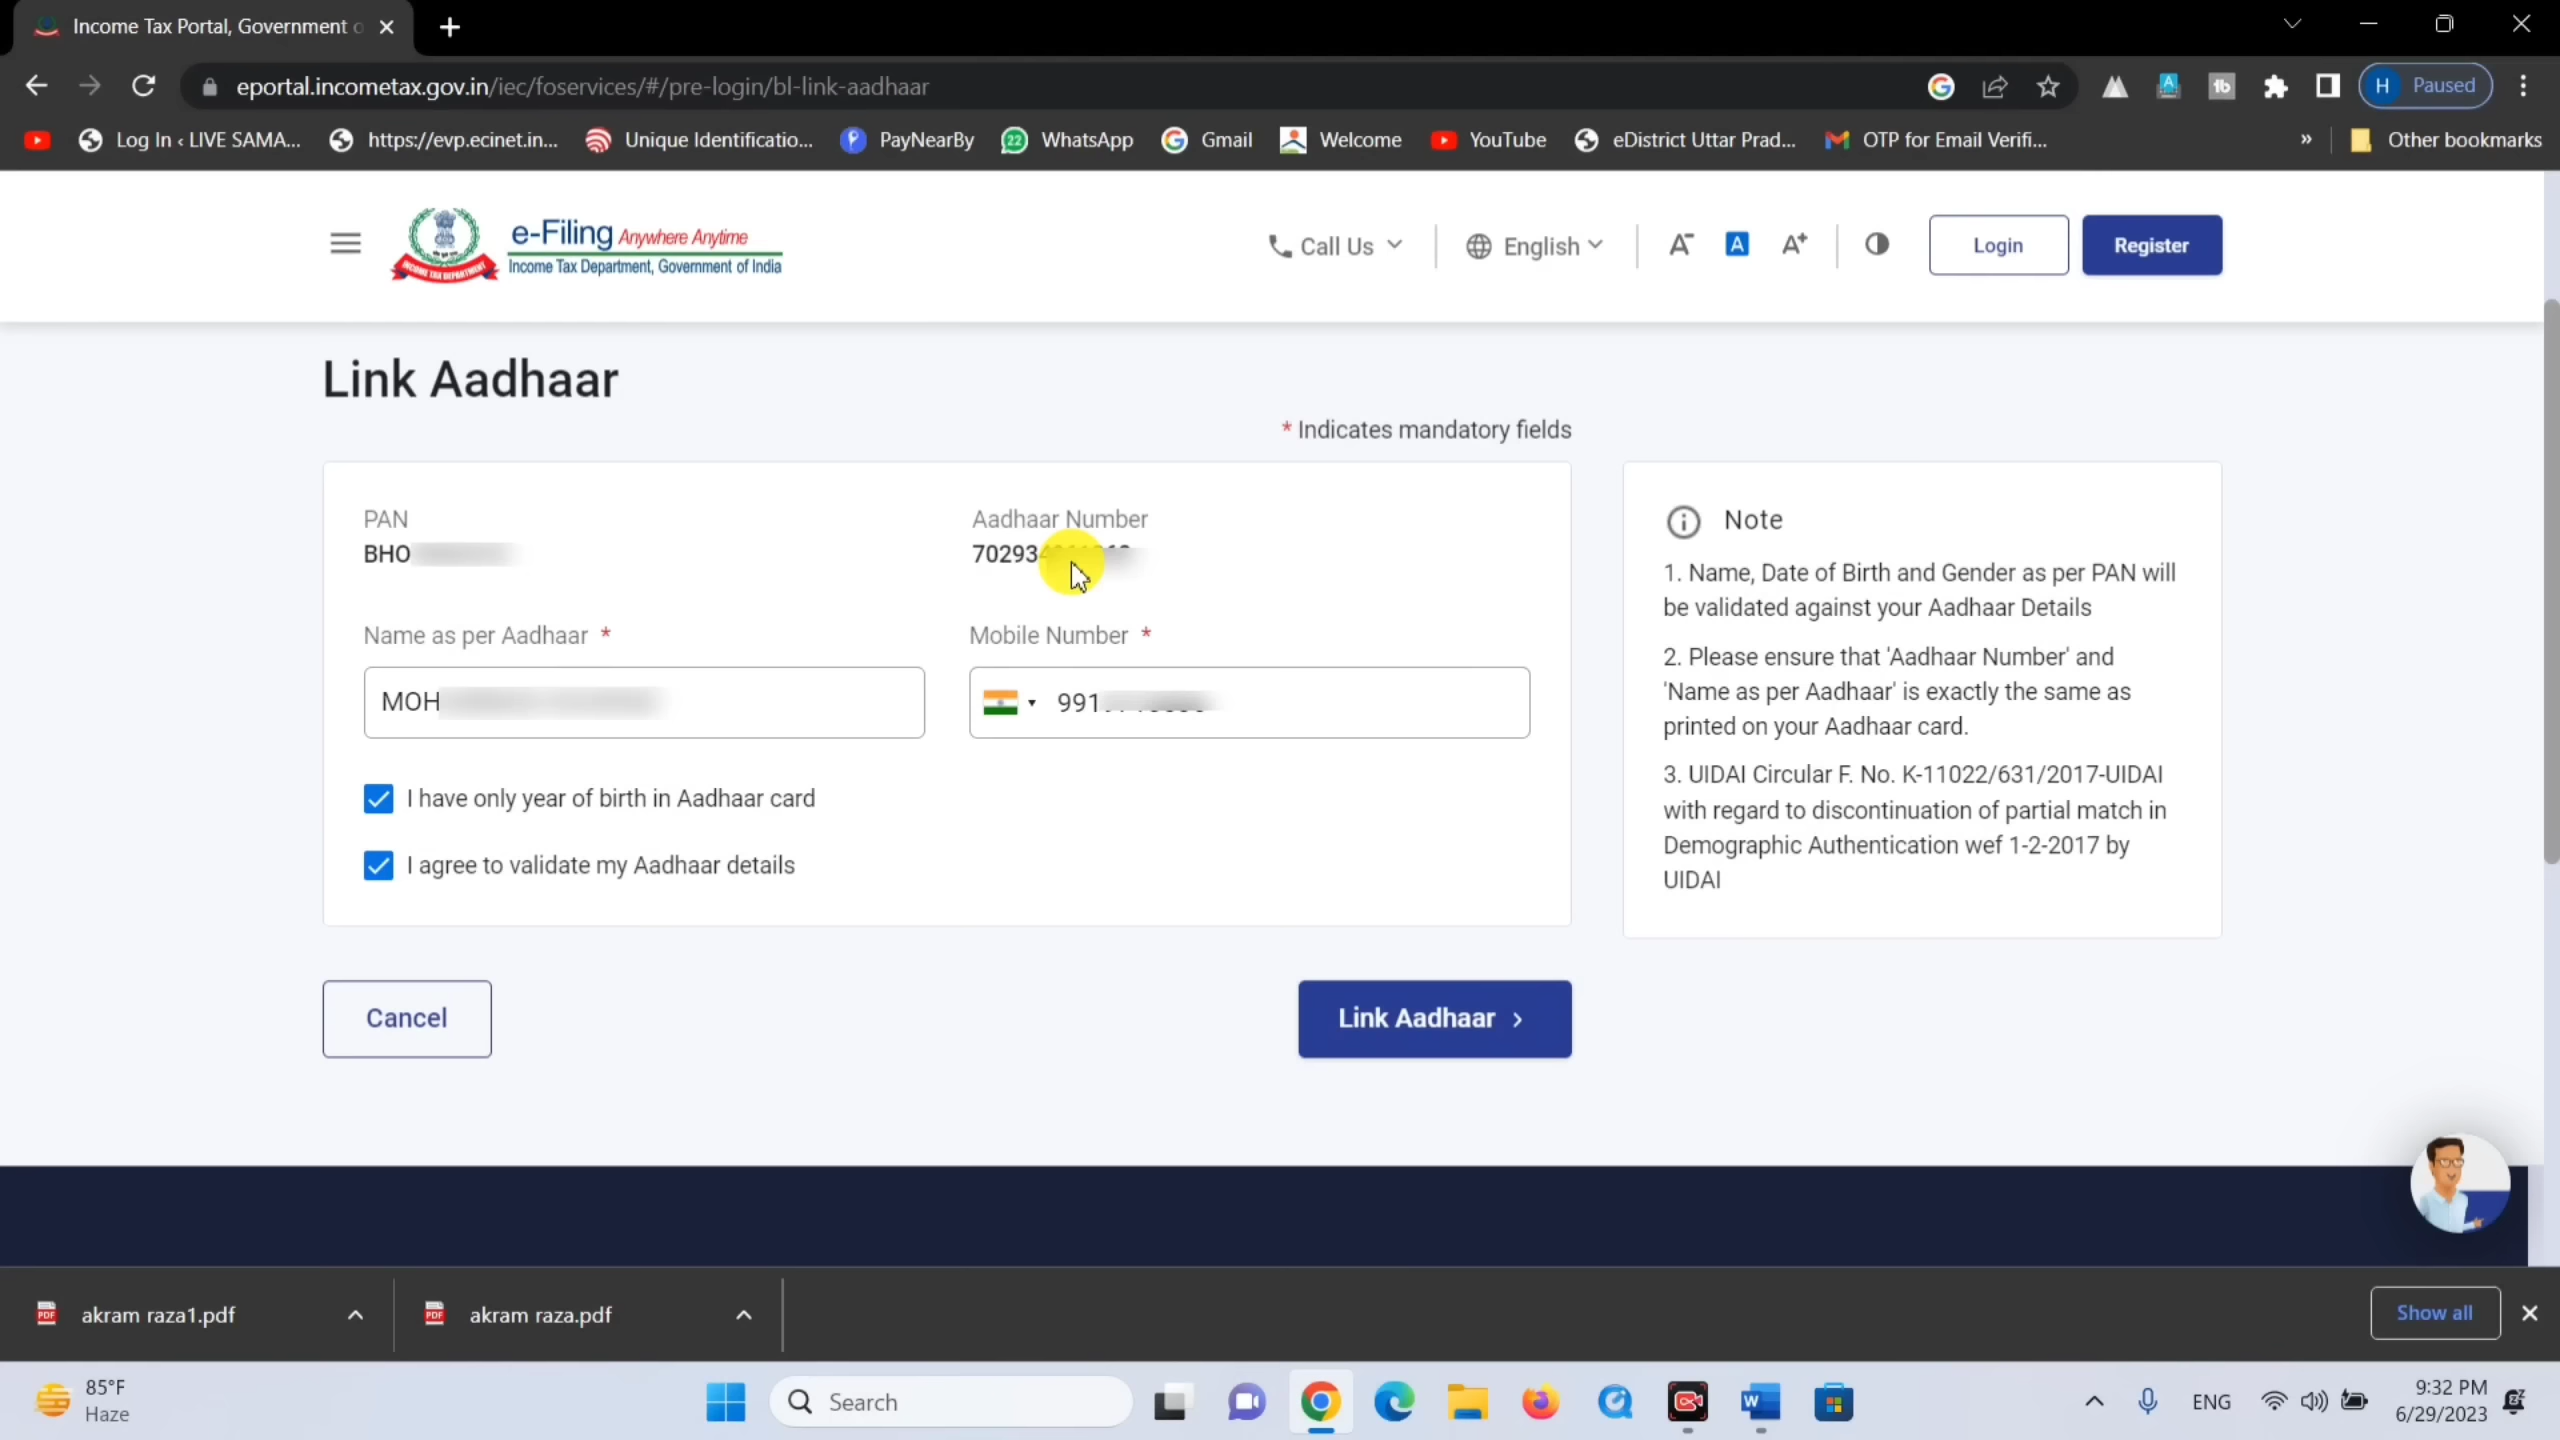 Income Tax Portal, Government o
eportal.incometax.gov.in/iec/foservices/#/pre-login/bl-link-aadhaar
H Paused
Log In ‹ LIVE SAMA...
https://evp.ecinet.in...
Unique Identificatio...
PayNearBy
22
WhatsApp
Gmail
Welcome
YouTube
eDistrict Uttar Prad...
OTP for Email Verifi...
»
Other bookmarks
INCOME TAX DEPARTMENT
e-Filing Anywhere Anytime
Income Tax Department, Government of India
Call Us
English
A-
A
A+
Login
Register
Link Aadhaar
* Indicates mandatory fields
PAN
BHO
Aadhaar Number
Name as per Aadhaar *
MOH
Mobile Number *
991
I have only year of birth in Aadhaar card
I agree to validate my Aadhaar details
Cancel
Link Aadhaar >
Note
1. Name, Date of Birth and Gender as per PAN will
be validated against your Aadhaar Details
2. Please ensure that 'Aadhaar Number' and
'Name as per Aadhaar' is exactly the same as
printed on your Aadhaar card.
3. UIDAI Circular F. No. K-11022/631/2017-UIDAI
with regard to discontinuation of partial match in
Demographic Authentication wef 1-2-2017 by
UIDAI
PDF
akram raza1.pdf
PDF
akram raza.pdf
Show all
85°F
Haze
Search
ENG
9:32 PM
6/29/2023